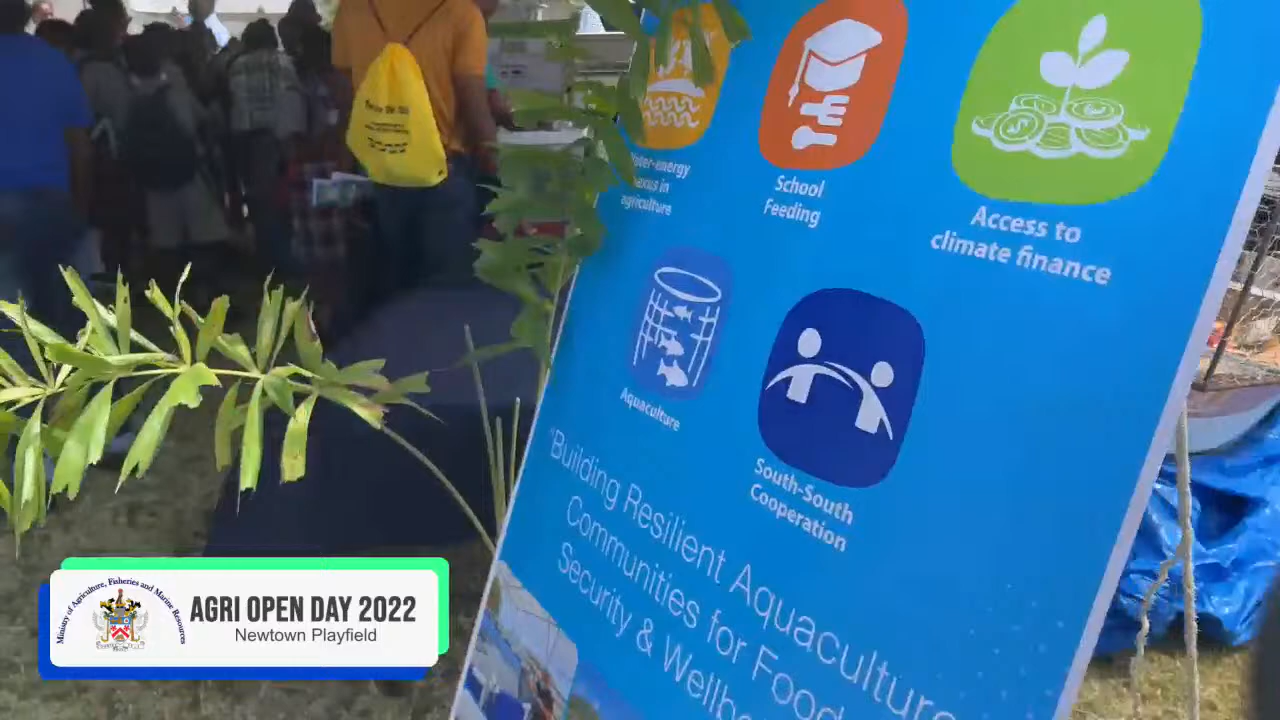 Water-energy
nexus in
agriculture
School
Feeding
Access to
climate finance
Aquaculture
South-South
Cooperation
"Building Resilient Aquaculture
Communities for Food
Security &
Ministry of Agriculture, Fisheries and Marine Resources
AGRI OPEN DAY 2022
Newtown Playfield